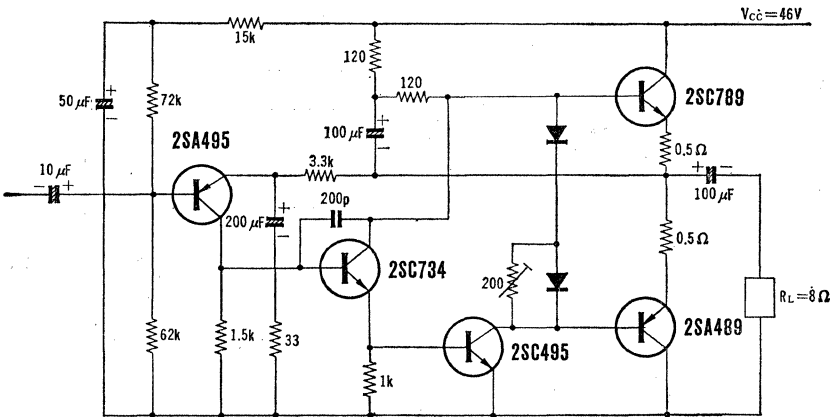 Vcc=46V
15k
120
120
50μF
+
-
72k
2SC789
2SA495
+
100μF
-
0.5Ω
10μF
- +
3.3k
+ -
100μF
200p
200μF
+
-
0.5Ω
2SC734
200
RL=8Ω
2SA489
62k
1.5k
33
2SC495
1k